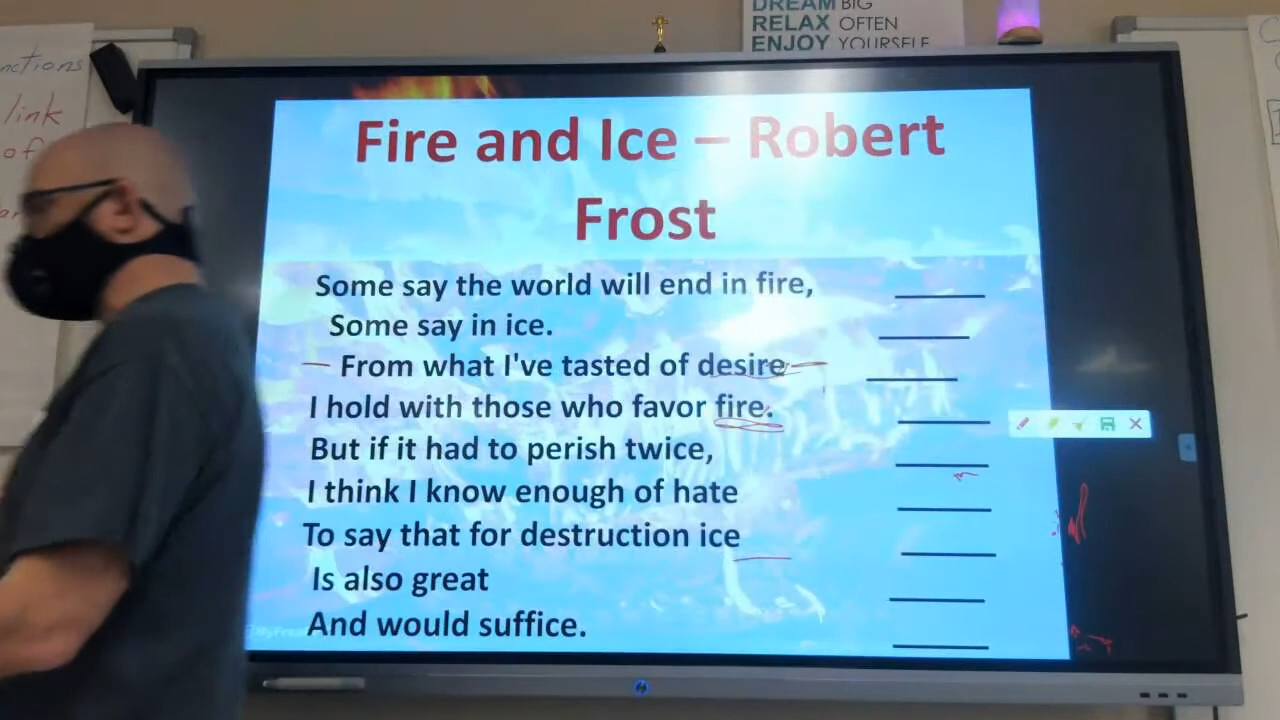 DREAM BIG
RELAX OFTEN
ENJOY YOURSELF
nctions
link
of
Fire and Ice – Robert
Frost
Some say the world will end in fire,
Some say in ice.
From what I've tasted of desire
I hold with those who favor fire.
But if it had to perish twice,
I think I know enough of hate
To say that for destruction ice
Is also great
And would suffice.